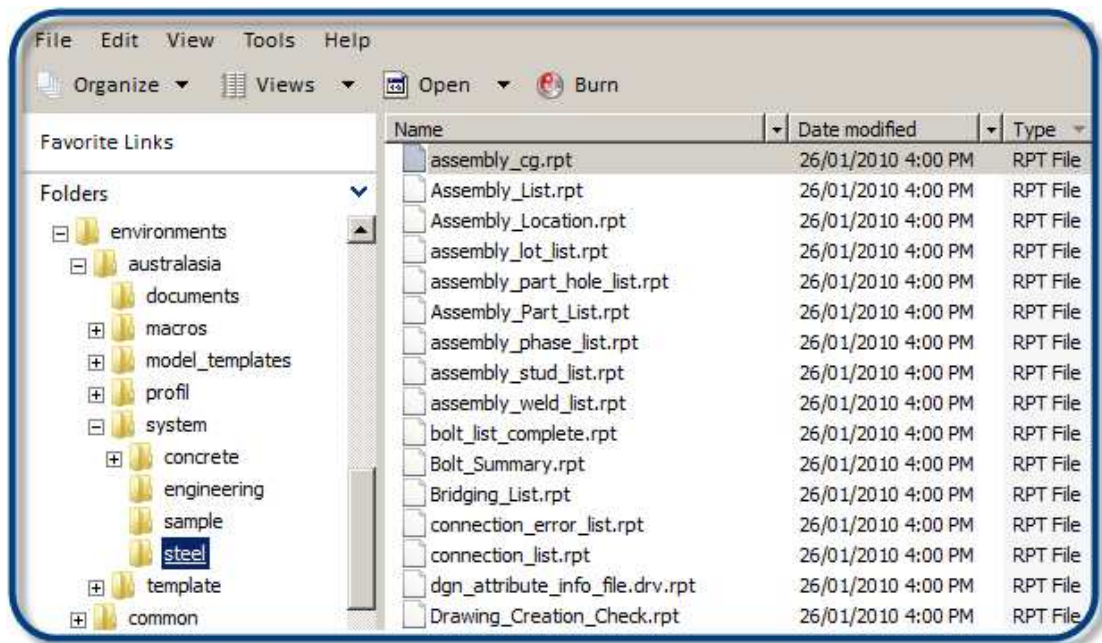 File Edit View Tools Help
Organize Views Open Burn
Favorite Links
Folders
environments
australasia
documents
macros
model_templates
profil
system
concrete
engineering
sample
steel
template
common
Name Date modified Type
assembly_cg.rpt 26/01/2010 4:00 PM RPT File
Assembly_List.rpt 26/01/2010 4:00 PM RPT File
Assembly_Location.rpt 26/01/2010 4:00 PM RPT File
assembly_lot_list.rpt 26/01/2010 4:00 PM RPT File
assembly_part_hole_list.rpt 26/01/2010 4:00 PM RPT File
Assembly_Part_List.rpt 26/01/2010 4:00 PM RPT File
assembly_phase_list.rpt 26/01/2010 4:00 PM RPT File
assembly_stud_list.rpt 26/01/2010 4:00 PM RPT File
assembly_weld_list.rpt 26/01/2010 4:00 PM RPT File
bolt_list_complete.rpt 26/01/2010 4:00 PM RPT File
Bolt_Summary.rpt 26/01/2010 4:00 PM RPT File
Bridging_List.rpt 26/01/2010 4:00 PM RPT File
connection_error_list.rpt 26/01/2010 4:00 PM RPT File
connection_list.rpt 26/01/2010 4:00 PM RPT File
dgn_attribute_info_file.drv.rpt 26/01/2010 4:00 PM RPT File
Drawing_Creation_Check.rpt 26/01/2010 4:00 PM RPT File